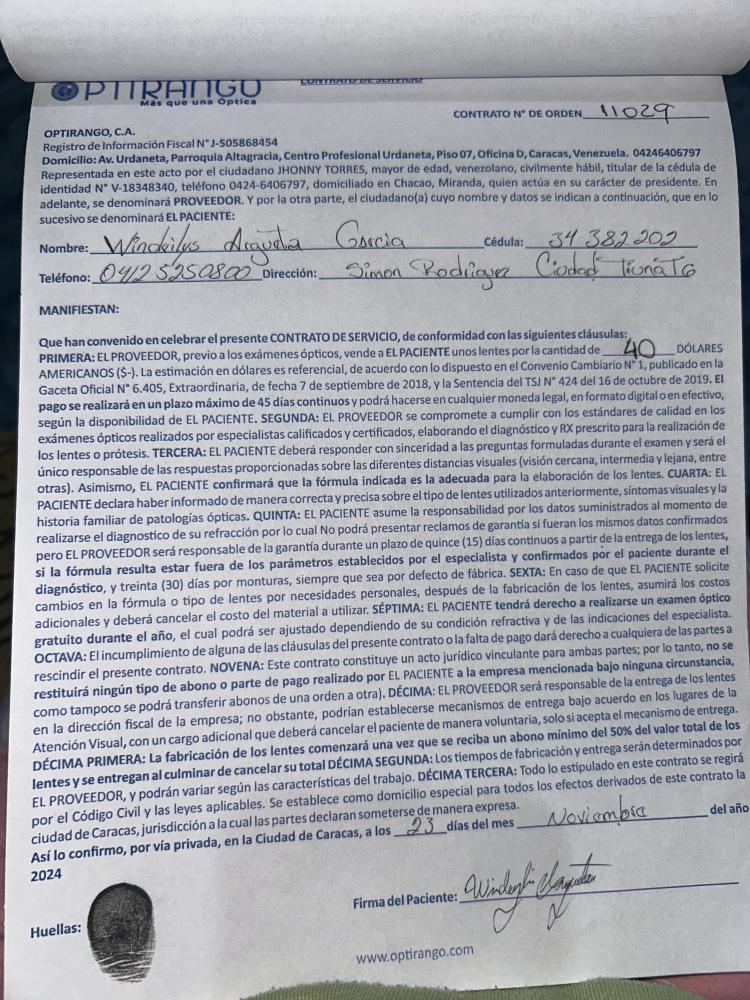 OPTIRANGO
Más que una Óptica
CONTRATO DE SERVICIO
CONTRATO N° DE ORDEN 11029
OPTIRANGO, C.A.
Registro de Información Fiscal N° J-505868454
Domicilio: Av. Urdaneta, Parroquia Altagracia, Centro Profesional Urdaneta, Piso 07, Oficina D, Caracas, Venezuela. 04246406797
Representada en este acto por el ciudadano JHONNY TORRES, mayor de edad, venezolano, civilmente hábil, titular de la cédula de
identidad N° V-18348340, teléfono 0424-6406797, domiciliado en Chacao, Miranda, quien actúa en su carácter de presidente. En
adelante, se denominará PROVEEDOR. Y por la otra parte, el ciudadano(a) cuyo nombre y datos se indican a continuación, que en lo
sucesivo se denominará EL PACIENTE:
Nombre: Windeilys Argueta Garcia Cédula: 34 382 202
Teléfono: 0412 5250800 Dirección: Simon Rodriguez Ciudad Tiuna
MANIFIESTAN:
Que han convenido en celebrar el presente CONTRATO DE SERVICIO, de conformidad con las siguientes cláusulas:
PRIMERA: EL PROVEEDOR, previo a los exámenes ópticos, vende a EL PACIENTE unos lentes por la cantidad de 40 DÓLARES
AMERICANOS ($-). La estimación en dólares es referencial, de acuerdo con lo dispuesto en el Convenio Cambiario N° 1, publicado en la
Gaceta Oficial N° 6.405, Extraordinaria, de fecha 7 de septiembre de 2018, y la Sentencia del TSJ N° 424 del 16 de octubre de 2019. El
pago se realizará en un plazo máximo de 45 días continuos y podrá hacerse en cualquier moneda legal, en formato digital o en efectivo,
según la disponibilidad de EL PACIENTE. SEGUNDA: EL PROVEEDOR se compromete a cumplir con los estándares de calidad en los
exámenes ópticos realizados por especialistas calificados y certificados, elaborando el diagnóstico y RX prescrito para la realización de
los lentes o prótesis. TERCERA: EL PACIENTE deberá responder con sinceridad a las preguntas formuladas durante el examen y será el
único responsable de las respuestas proporcionadas sobre las diferentes distancias visuales (visión cercana, intermedia y lejana, entre
otras). Asimismo, EL PACIENTE confirmará que la fórmula indicada es la adecuada para la elaboración de los lentes. CUARTA: EL
PACIENTE declara haber informado de manera correcta y precisa sobre el tipo de lentes utilizados anteriormente, síntomas visuales y la
historia familiar de patologías ópticas. QUINTA: EL PACIENTE asume la responsabilidad por los datos suministrados al momento de
realizarse el diagnostico de su refracción por lo cual No podrá presentar reclamos de garantía si fueran los mismos datos confirmados
pero EL PROVEEDOR será responsable de la garantía durante un plazo de quince (15) días continuos a partir de la entrega de los lentes,
si la fórmula resulta estar fuera de los parámetros establecidos por el especialista y confirmados por el paciente durante el
diagnóstico, y treinta (30) días por monturas, siempre que sea por defecto de fábrica. SEXTA: En caso de que EL PACIENTE solicite
cambios en la fórmula o tipo de lentes por necesidades personales, después de la fabricación de los lentes, asumirá los costos
adicionales y deberá cancelar el costo del material a utilizar. SÉPTIMA: EL PACIENTE tendrá derecho a realizarse un examen óptico
gratuito durante el año, el cual podrá ser ajustado dependiendo de su condición refractiva y de las indicaciones del especialista.
OCTAVA: El incumplimiento de alguna de las cláusulas del presente contrato o la falta de pago dará derecho a cualquiera de las partes a
rescindir el presente contrato. NOVENA: Este contrato constituye un acto jurídico vinculante para ambas partes; por lo tanto, no se
restituirá ningún tipo de abono o parte de pago realizado por EL PACIENTE a la empresa mencionada bajo ninguna circunstancia,
como tampoco se podrá transferir abonos de una orden a otra). DÉCIMA: EL PROVEEDOR será responsable de la entrega de los lentes
en la dirección fiscal de la empresa; no obstante, podrían establecerse mecanismos de entrega bajo acuerdo en los lugares de la
Atención Visual, con un cargo adicional que deberá cancelar el paciente de manera voluntaria, solo si acepta el mecanismo de entrega.
DÉCIMA PRIMERA: La fabricación de los lentes comenzará una vez que se reciba un abono mínimo del 50% del valor total de los
lentes y se entregan al culminar de cancelar su total DÉCIMA SEGUNDA: Los tiempos de fabricación y entrega serán determinados por
EL PROVEEDOR, y podrán variar según las características del trabajo. DÉCIMA TERCERA: Todo lo estipulado en este contrato se regirá
por el Código Civil y las leyes aplicables. Se establece como domicilio especial para todos los efectos derivados de este contrato la
ciudad de Caracas, jurisdicción a la cual las partes declaran someterse de manera expresa.
Así lo confirmo, por vía privada, en la Ciudad de Caracas, a los 23 días del mes Noviembre del año
2024
Firma del Paciente:
Huellas:
www.optirango.com